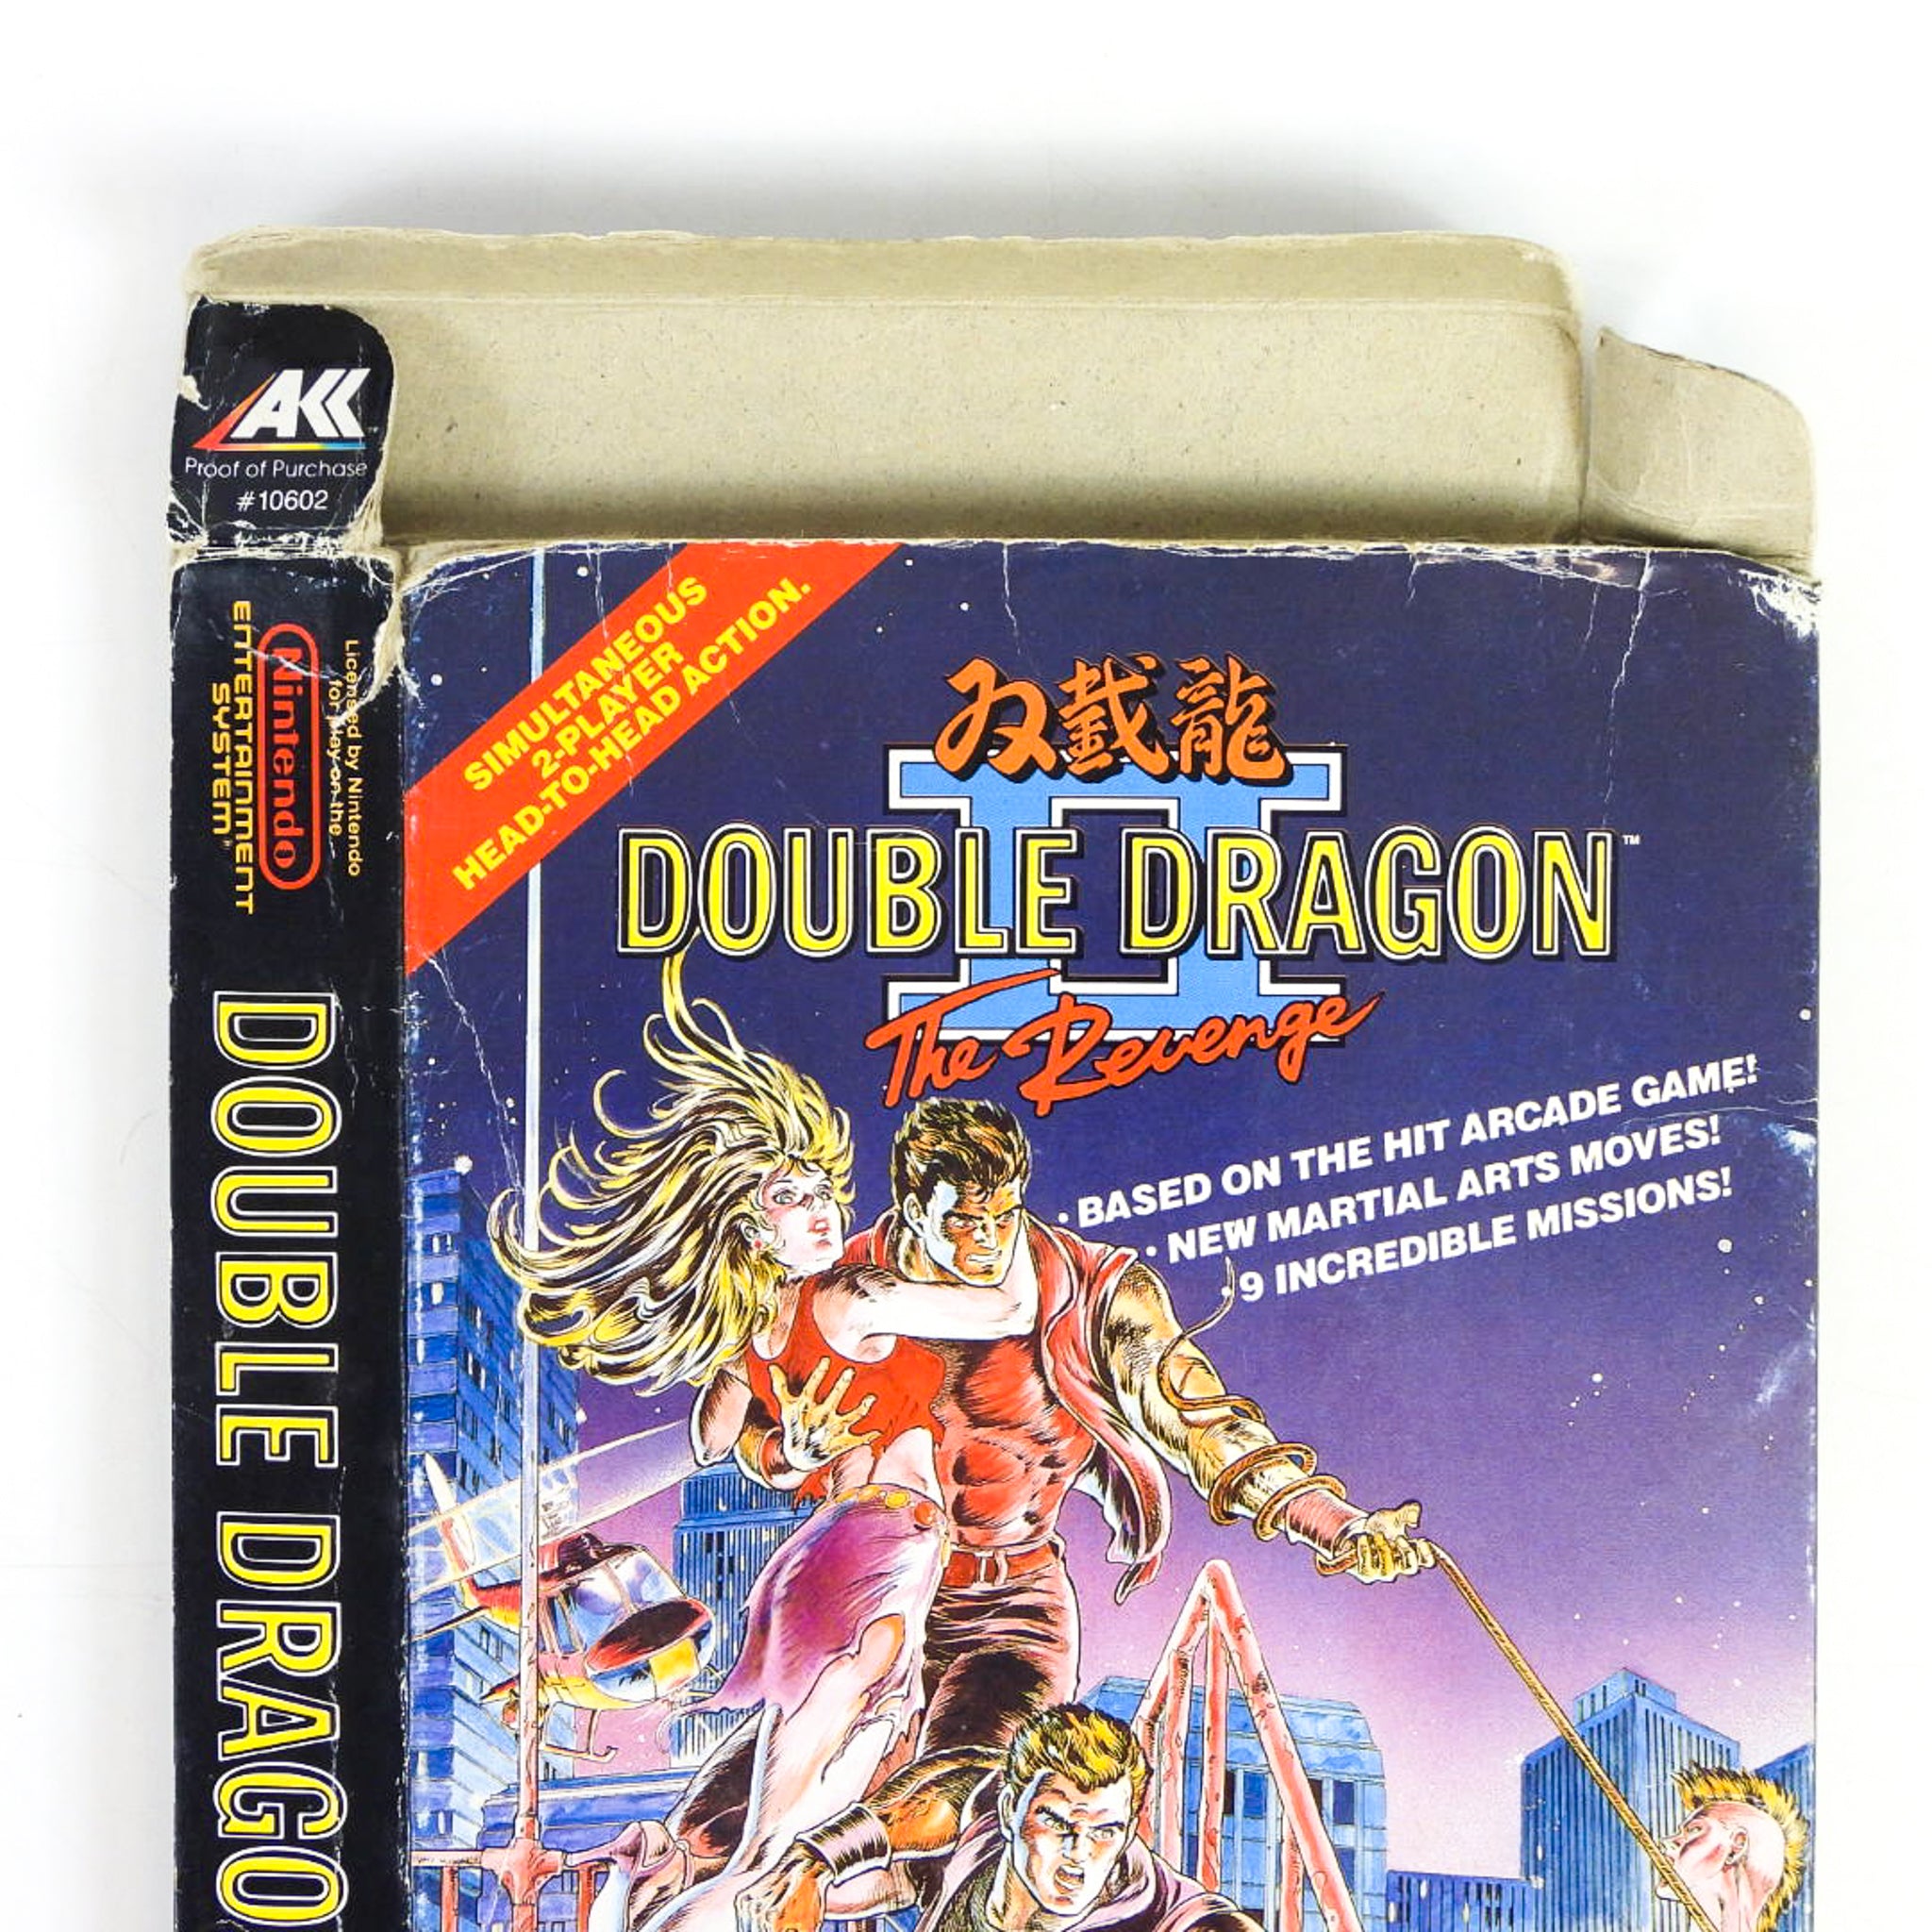 AKK
Proof of Purchase
#10602
Licensed by Nintendo
for play on the
Nintendo
ENTERTAINMENT
SYSTEM
DOUBLE DRAGO
SIMULTANEOUS
2-PLAYER
HEAD-TO-HEAD ACTION.
双截龍
II
DOUBLE DRAGON™
The Revenge
• BASED ON THE HIT ARCADE GAME!
• NEW MARTIAL ARTS MOVES!
• 9 INCREDIBLE MISSIONS!